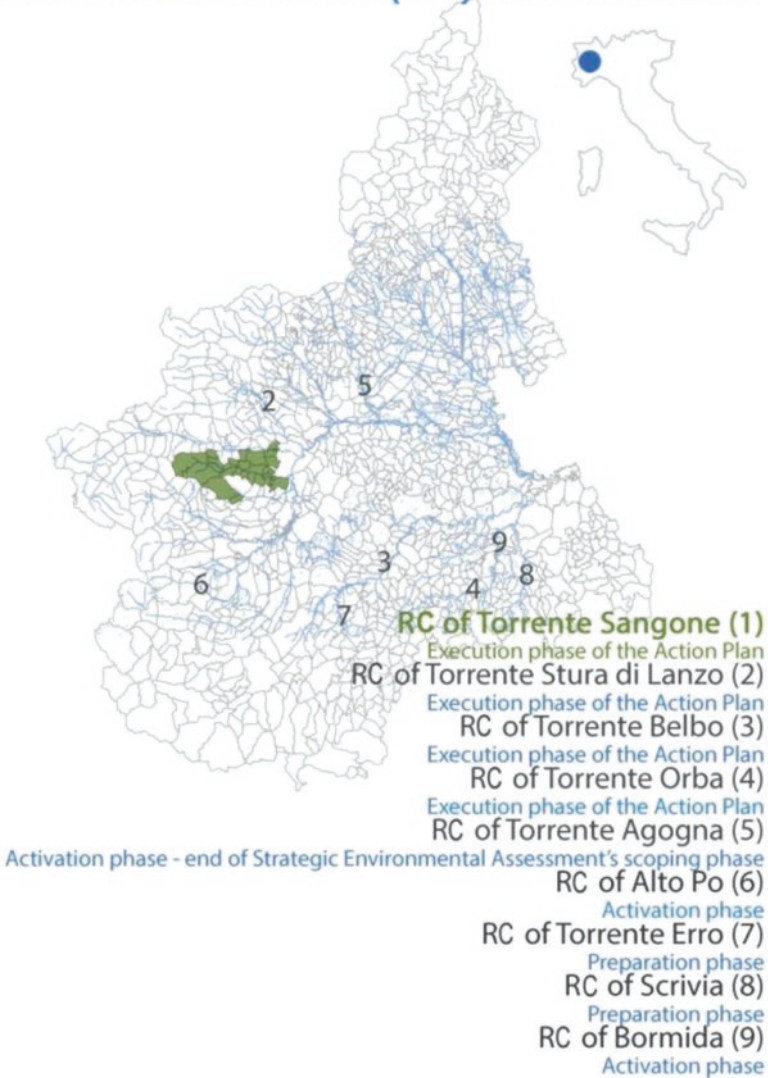 2
5
3
9
8
4
6
7
RC of Torrente Sangone (1)
Execution phase of the Action Plan
RC of Torrente Stura di Lanzo (2)
Execution phase of the Action Plan
RC of Torrente Belbo (3)
Execution phase of the Action Plan
RC of Torrente Orba (4)
Execution phase of the Action Plan
RC of Torrente Agogna (5)
Activation phase - end of Strategic Environmental Assessment's scoping phase
RC of Alto Po (6)
Activation phase
RC of Torrente Erro (7)
Preparation phase
RC of Scrivia (8)
Preparation phase
RC of Bormida (9)
Activation phase